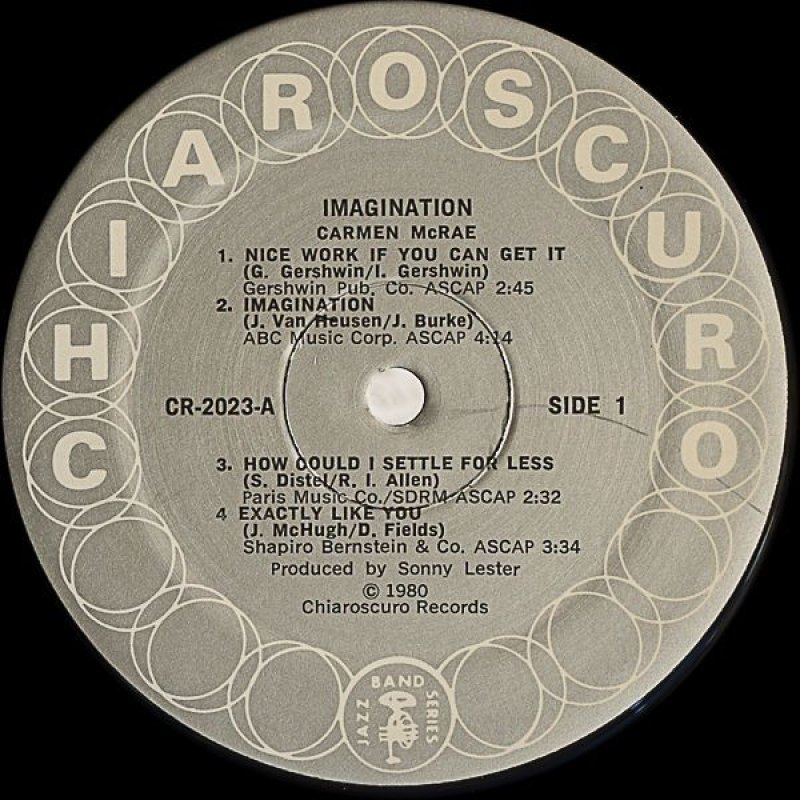 CHIAROSCURO
IMAGINATION
CARMEN McRAE
1. NICE WORK IF YOU CAN GET IT
(G. Gershwin/I. Gershwin)
Gershwin Pub. Co. ASCAP 2:45
2. IMAGINATION
(J. Van Heusen/J. Burke)
ABC Music Corp. ASCAP 4:14
CR-2023-A
SIDE 1
3. HOW COULD I SETTLE FOR LESS
(S. Distel/R. I. Allen)
Paris Music Co./SDRM ASCAP 2:32
4 EXACTLY LIKE YOU
(J. McHugh/D. Fields)
Shapiro Bernstein & Co. ASCAP 3:34
Produced by Sonny Lester
© 1980
Chiaroscuro Records
JAZZ BAND SERIES